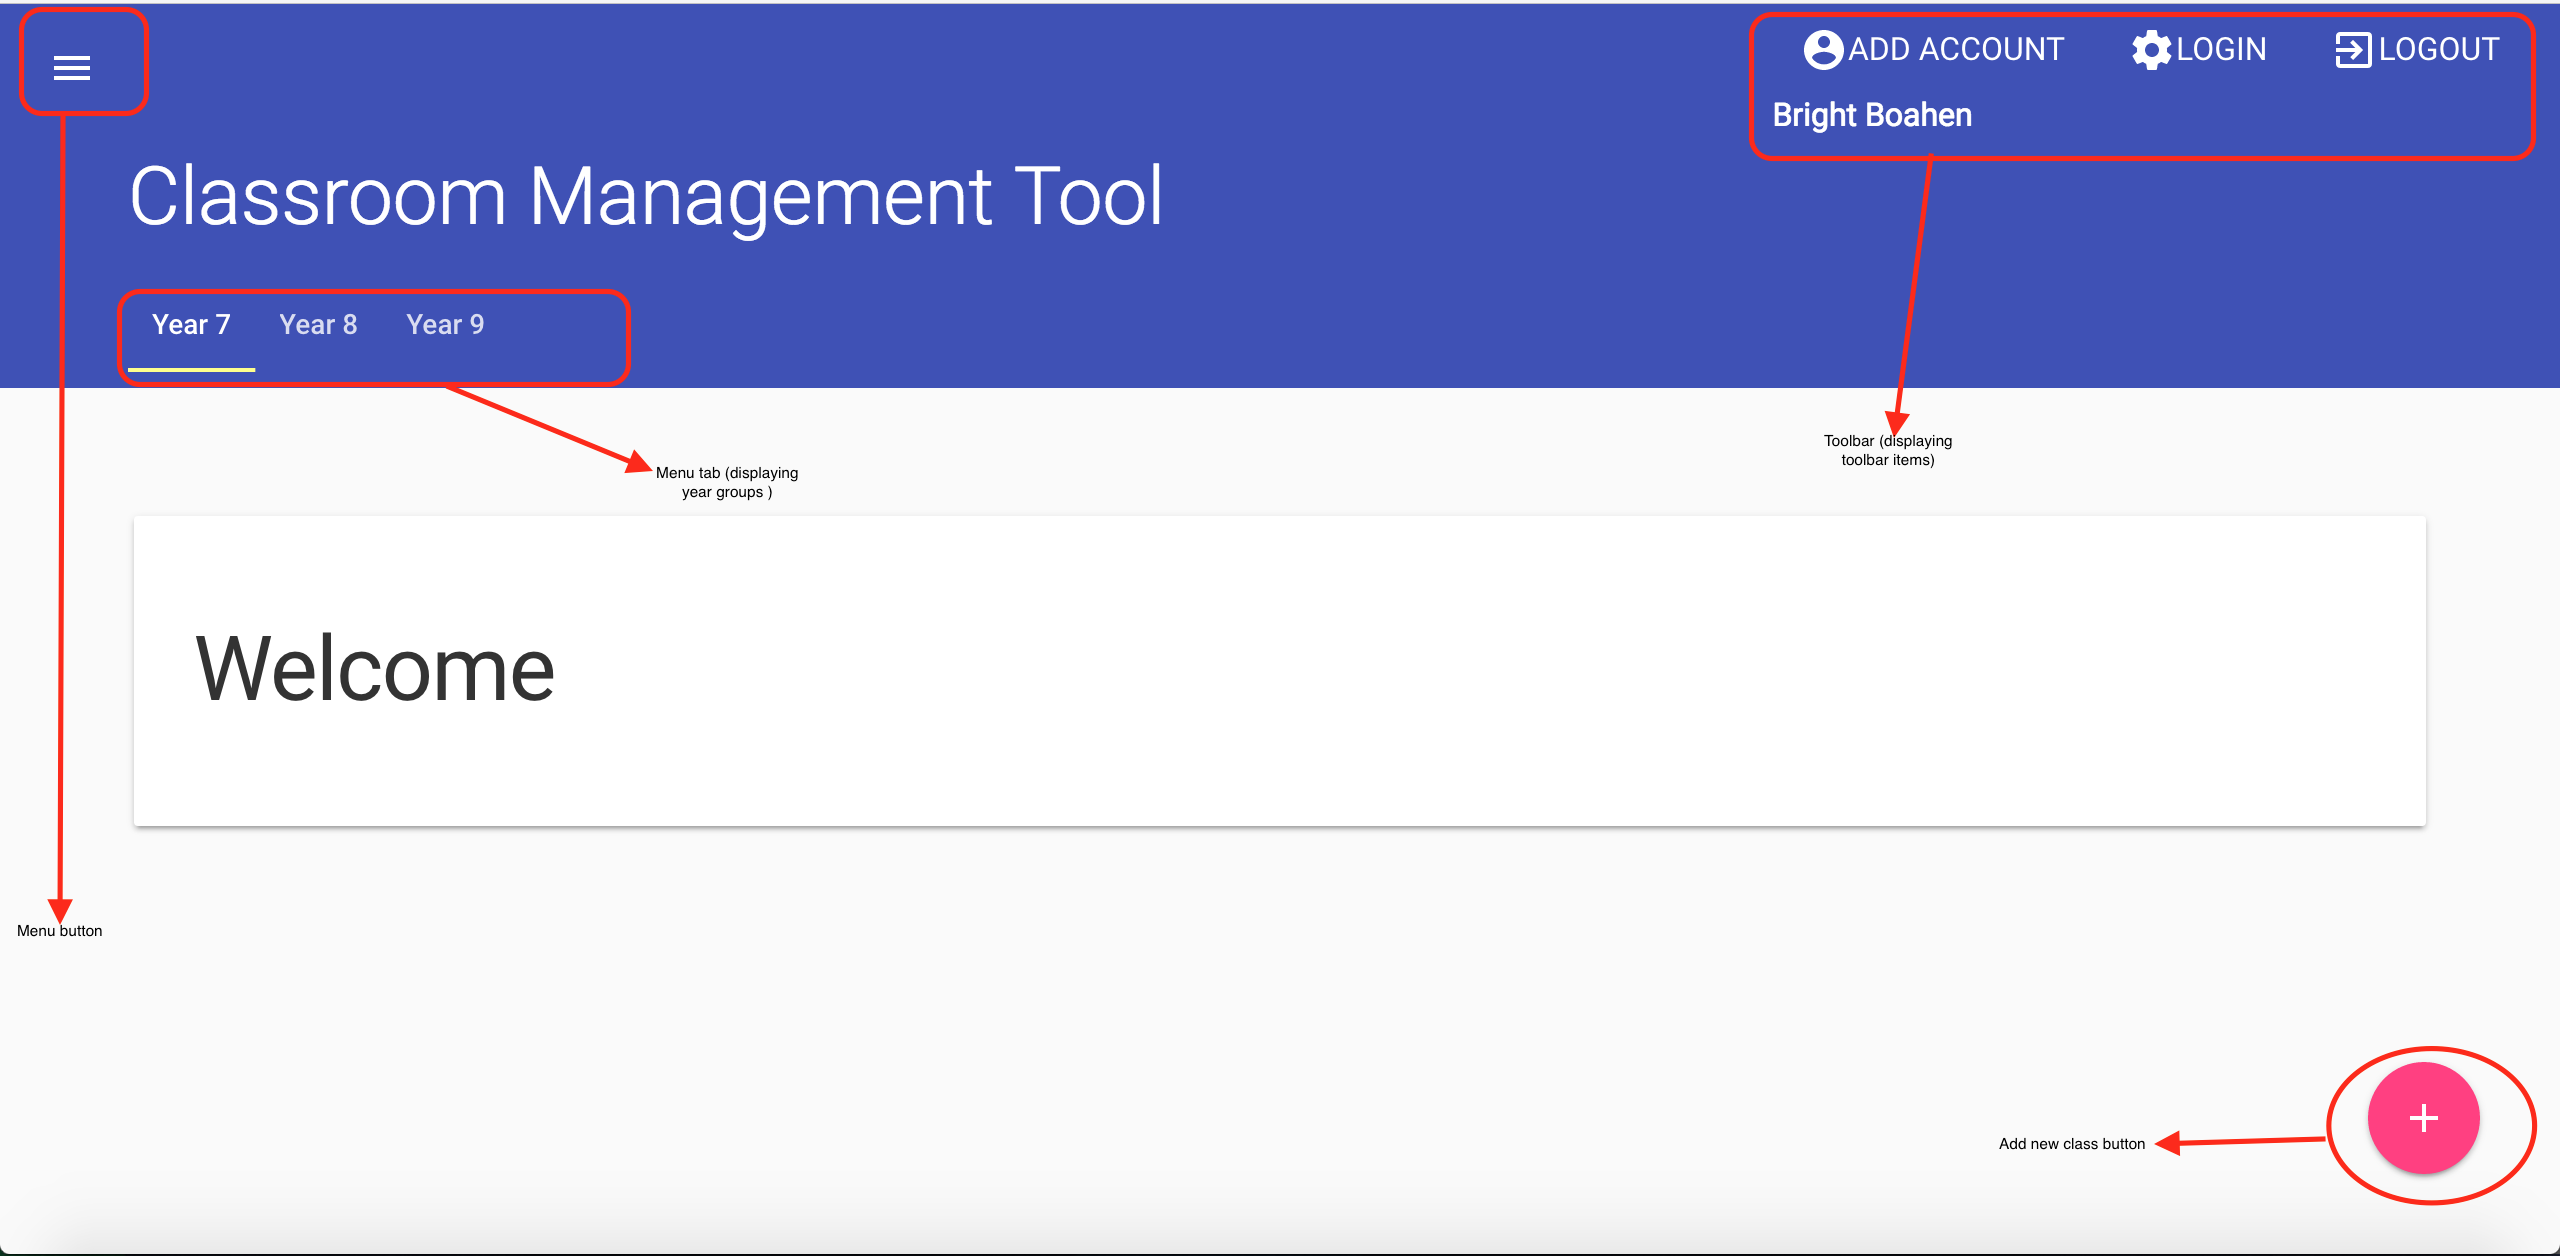 ADD ACCOUNT LOGIN LOGOUT
Bright Boahen
Classroom Management Tool
Year 7 Year 8 Year 9
Toolbar (displaying
toolbar items)
Menu tab (displaying
year groups )
Welcome
Menu button
Add new class button